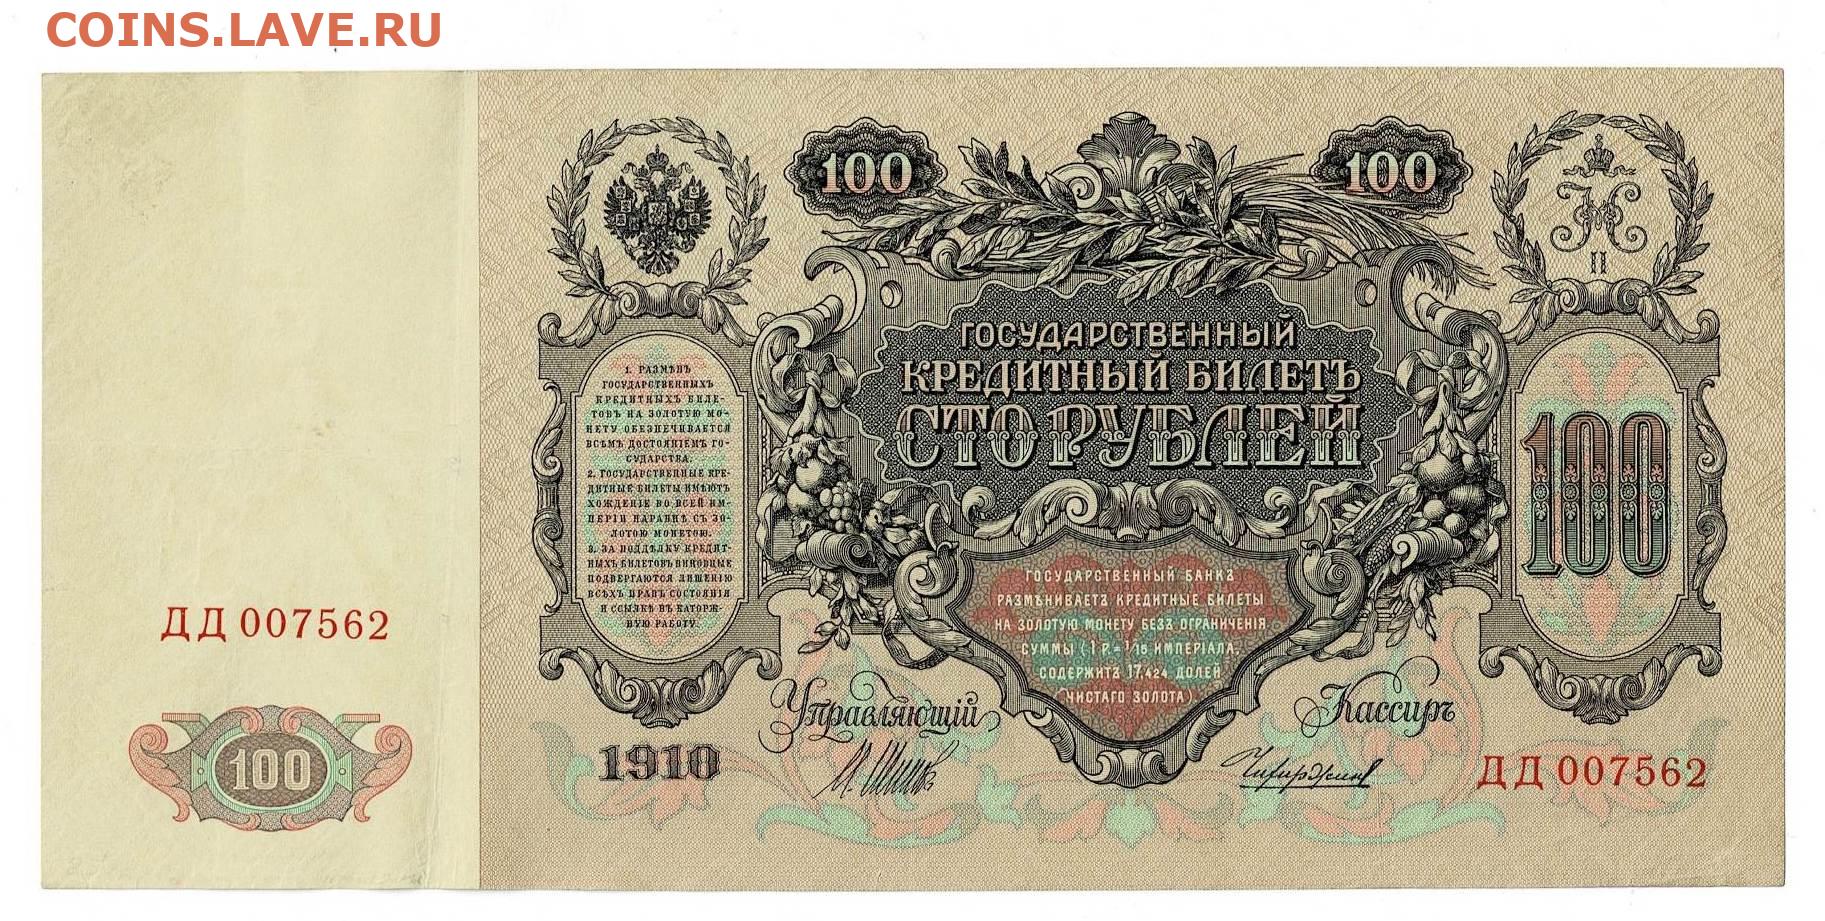 COINS.LAVE.RU
100
100
II
ГОСУДАРСТВЕННЫЙ
КРЕДИТНЫЙ БИЛЕТЪ
СТО РУБЛЕЙ
1. РАЗМѢНЪ
ГОСУДАРСТВЕННЫХЪ
КРЕДИТНЫХЪ БИЛЕ-
ТОВЪ НА ЗОЛОТУЮ МО-
НЕТУ ОБЕЗПЕЧИВАЕТСЯ
ВСѢМЪ ДОСТОЯНІЕМЪ ГО-
СУДАРСТВА.
2. ГОСУДАРСТВЕННЫЕ КРЕ-
ДИТНЫЕ БИЛЕТЫ ИМѢЮТЪ
ХОЖДЕНІЕ ВО ВСЕЙ ИМ-
ПЕРІИ НАРАВНѢ СЪ ЗО-
ЛОТОЮ МОНЕТОЮ.
3. ЗА ПОДДѢЛКУ КРЕДИТ-
НЫХЪ БИЛЕТОВЪ ВИНОВНЫЕ
ПОДВЕРГАЮТСЯ ЛИШЕНІЮ
ВСѢХЪ ПРАВЪ СОСТОЯНІЯ
И ССЫЛКѢ ВЪ КАТОРЖ-
НУЮ РАБОТУ.
100
ГОСУДАРСТВЕННЫЙ БАНКЪ
РАЗМѢНИВАЕТЪ КРЕДИТНЫЕ БИЛЕТЫ
НА ЗОЛОТУЮ МОНЕТУ БЕЗЪ ОГРАНИЧЕНІЯ
СУММЫ (1 Р.= 1/15 ИМПЕРІАЛА,
СОДЕРЖИТЪ 17,424 ДОЛЕЙ
ЧИСТАГО ЗОЛОТА)
ДД 007562
100
Управляющій
Кассиръ
1910
И. Шипов
ДД 007562